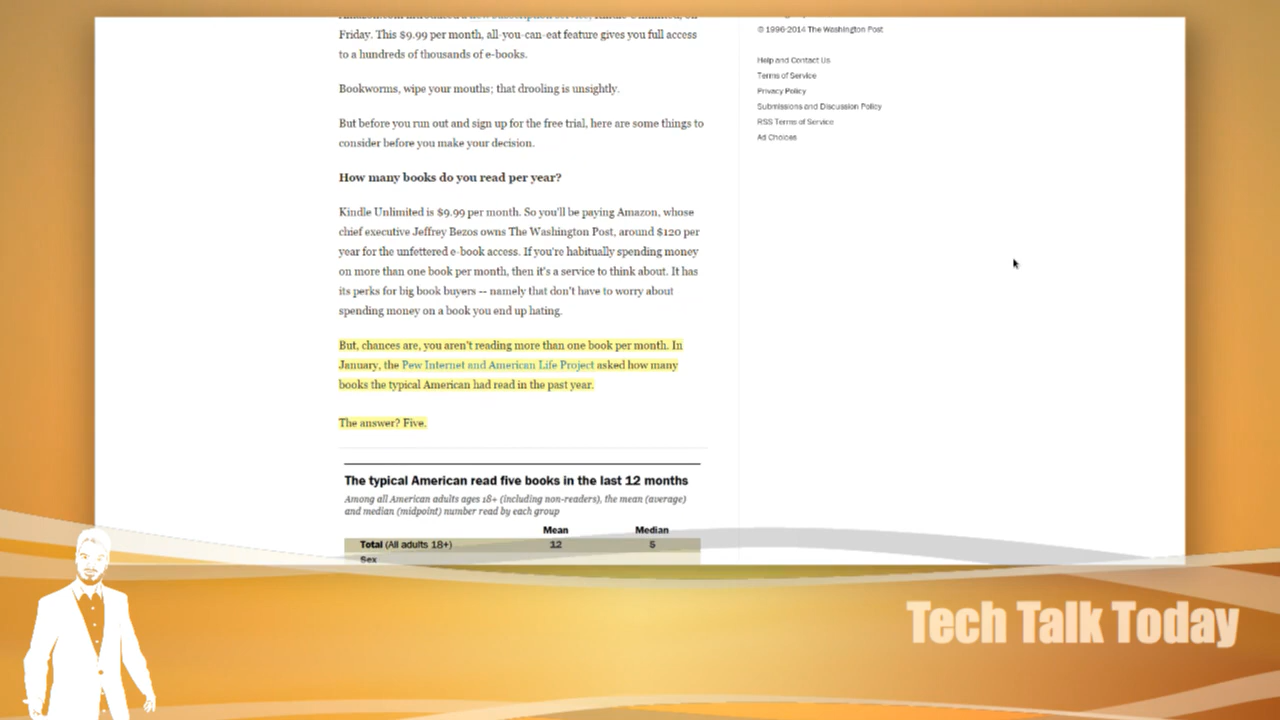 Amazon.com introduced a new subscription service, Kindle Unlimited, on
Friday. This $9.99 per month, all-you-can-eat feature gives you full access
to a hundreds of thousands of e-books.
Bookworms, wipe your mouths; that drooling is unsightly.
But before you run out and sign up for the free trial, here are some things to
consider before you make your decision.
How many books do you read per year?
Kindle Unlimited is $9.99 per month. So you'll be paying Amazon, whose
chief executive Jeffrey Bezos owns The Washington Post, around $120 per
year for the unfettered e-book access. If you're habitually spending money
on more than one book per month, then it's a service to think about. It has
its perks for big book buyers -- namely that don't have to worry about
spending money on a book you end up hating.
But, chances are, you aren't reading more than one book per month. In
January, the Pew Internet and American Life Project asked how many
books the typical American had read in the past year.
The answer? Five.
The typical American read five books in the last 12 months
Among all American adults ages 18+ (including non-readers), the mean (average)
and median (midpoint) number read by each group
Mean Median
Total (All adults 18+) 12 5
Sex
© 1996-2014 The Washington Post
Help and Contact Us
Terms of Service
Privacy Policy
Submissions and Discussion Policy
RSS Terms of Service
Ad Choices
Tech Talk Today